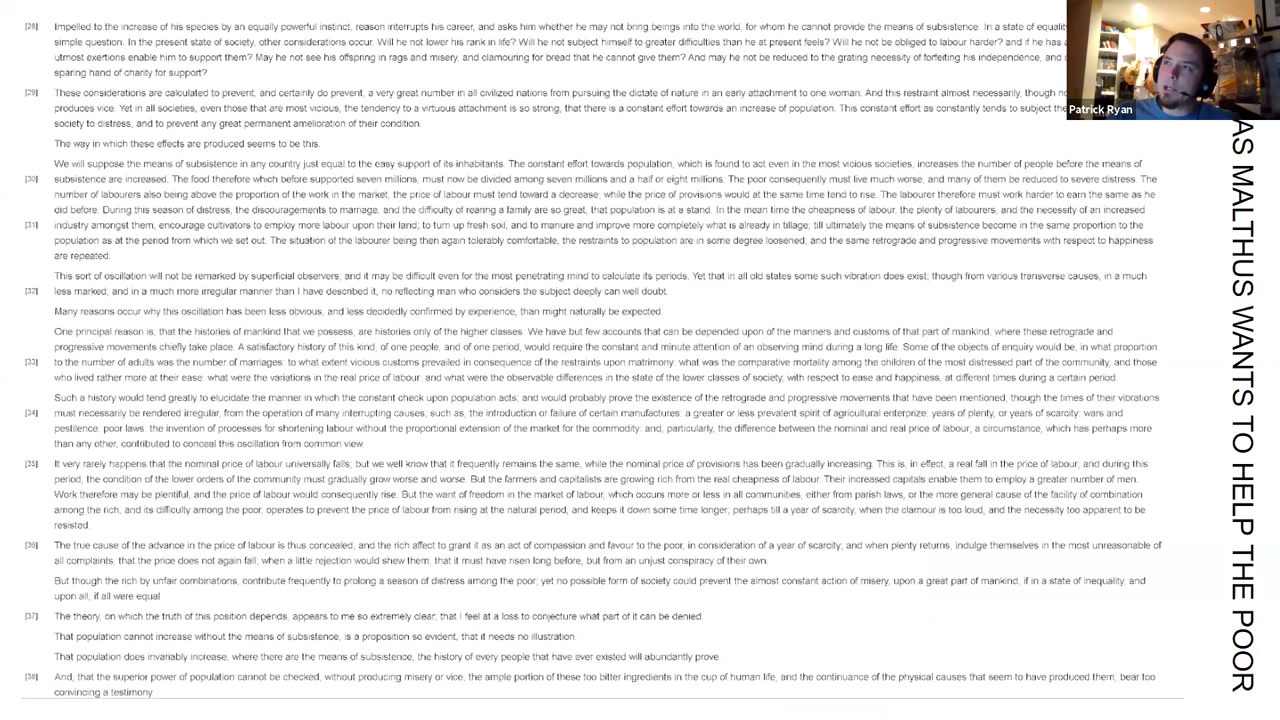 [28] Impelled to the increase of his species by an equally powerful instinct, reason interrupts his career, and asks him whether he may not bring beings into the world, for whom he cannot provide the means of subsistence. In a state of equality
simple question. In the present state of society, other considerations occur. Will he not lower his rank in life? Will he not subject himself to greater difficulties than he at present feels? Will he not be obliged to labour harder? and if he has a
utmost exertions enable him to support them? May he not see his offspring in rags and misery, and clamouring for bread that he cannot give them? And may he not be reduced to the grating necessity of forfeiting his independence, and
sparing hand of charity for support?
[29] These considerations are calculated to prevent, and certainly do prevent, a very great number in all civilized nations from pursuing the dictate of nature in an early attachment to one woman. And this restraint almost necessarily, though
produces vice. Yet in all societies, even those that are most vicious, the tendency to a virtuous attachment is so strong, that there is a constant effort towards an increase of population. This constant effort as constantly tends to subject the
society to distress, and to prevent any great permanent amelioration of their condition.
The way in which these effects are produced seems to be this.
We will suppose the means of subsistence in any country just equal to the easy support of its inhabitants. The constant effort towards population, which is found to act even in the most vicious societies, increases the number of people before the means of
[30] subsistence are increased. The food therefore which before supported seven millions, must now be divided among seven millions and a half or eight millions. The poor consequently must live much worse, and many of them be reduced to severe distress. The
number of labourers also being above the proportion of the work in the market, the price of labour must tend toward a decrease; while the price of provisions would at the same time tend to rise. The labourer therefore must work harder to earn the same as he
did before. During this season of distress, the discouragements to marriage, and the difficulty of rearing a family are so great, that population is at a stand. In the mean time the cheapness of labour, the plenty of labourers, and the necessity of an increased
[31] industry amongst them, encourage cultivators to employ more labour upon their land; to turn up fresh soil, and to manure and improve more completely what is already in tillage; till ultimately the means of subsistence become in the same proportion to the
population as at the period from which we set out. The situation of the labourer being then again tolerably comfortable, the restraints to population are in some degree loosened; and the same retrograde and progressive movements with respect to happiness
are repeated.
This sort of oscillation will not be remarked by superficial observers; and it may be difficult even for the most penetrating mind to calculate its periods. Yet that in all old states some such vibration does exist; though from various transverse causes, in a much
[32] less marked, and in a much more irregular manner than I have described it, no reflecting man who considers the subject deeply can well doubt.
Many reasons occur why this oscillation has been less obvious, and less decidedly confirmed by experience, than might naturally be expected.
One principal reason is, that the histories of mankind that we possess, are histories only of the higher classes. We have but few accounts that can be depended upon of the manners and customs of that part of mankind, where these retrograde and
progressive movements chiefly take place. A satisfactory history of this kind, of one people, and of one period, would require the constant and minute attention of an observing mind during a long life. Some of the objects of enquiry would be, in what proportion
[33] to the number of adults was the number of marriages: to what extent vicious customs prevailed in consequence of the restraints upon matrimony: what was the comparative mortality among the children of the most distressed part of the community, and those
who lived rather more at their ease: what were the variations in the real price of labour: and what were the observable differences in the state of the lower classes of society, with respect to ease and happiness, at different times during a certain period.
Such a history would tend greatly to elucidate the manner in which the constant check upon population acts; and would probably prove the existence of the retrograde and progressive movements that have been mentioned; though the times of their vibrations
[34] must necessarily be rendered irregular, from the operation of many interrupting causes; such as, the introduction or failure of certain manufactures: a greater or less prevalent spirit of agricultural enterprize: years of plenty, or years of scarcity: wars and
pestilence: poor laws: the invention of processes for shortening labour without the proportional extension of the market for the commodity: and, particularly, the difference between the nominal and real price of labour; a circumstance, which has perhaps more
than any other, contributed to conceal this oscillation from common view.
[35] It very rarely happens that the nominal price of labour universally falls; but we well know that it frequently remains the same, while the nominal price of provisions has been gradually increasing. This is, in effect, a real fall in the price of labour; and during this
period, the condition of the lower orders of the community must gradually grow worse and worse. But the farmers and capitalists are growing rich from the real cheapness of labour. Their increased capitals enable them to employ a greater number of men.
Work therefore may be plentiful; and the price of labour would consequently rise. But the want of freedom in the market of labour, which occurs more or less in all communities, either from parish laws, or the more general cause of the facility of combination
among the rich, and its difficulty among the poor, operates to prevent the price of labour from rising at the natural period, and keeps it down some time longer; perhaps till a year of scarcity, when the clamour is too loud, and the necessity too apparent to be
resisted.
[36] The true cause of the advance in the price of labour is thus concealed; and the rich affect to grant it as an act of compassion and favour to the poor, in consideration of a year of scarcity; and when plenty returns, indulge themselves in the most unreasonable of
all complaints, that the price does not again fall; when a little rejection would shew them, that it must have risen long before, but from an unjust conspiracy of their own.
But though the rich by unfair combinations, contribute frequently to prolong a season of distress among the poor; yet no possible form of society could prevent the almost constant action of misery, upon a great part of mankind, if in a state of inequality, and
upon all, if all were equal.
[37] The theory, on which the truth of this position depends, appears to me so extremely clear; that I feel at a loss to conjecture what part of it can be denied.
That population cannot increase without the means of subsistence, is a proposition so evident, that it needs no illustration.
That population does invariably increase, where there are the means of subsistence, the history of every people that have ever existed will abundantly prove.
[38] And, that the superior power of population cannot be checked, without producing misery or vice, the ample portion of these too bitter ingredients in the cup of human life, and the continuance of the physical causes that seem to have produced them, bear too
convincing a testimony.
Patrick Ryan
AS MALTHUS WANTS TO HELP THE POOR